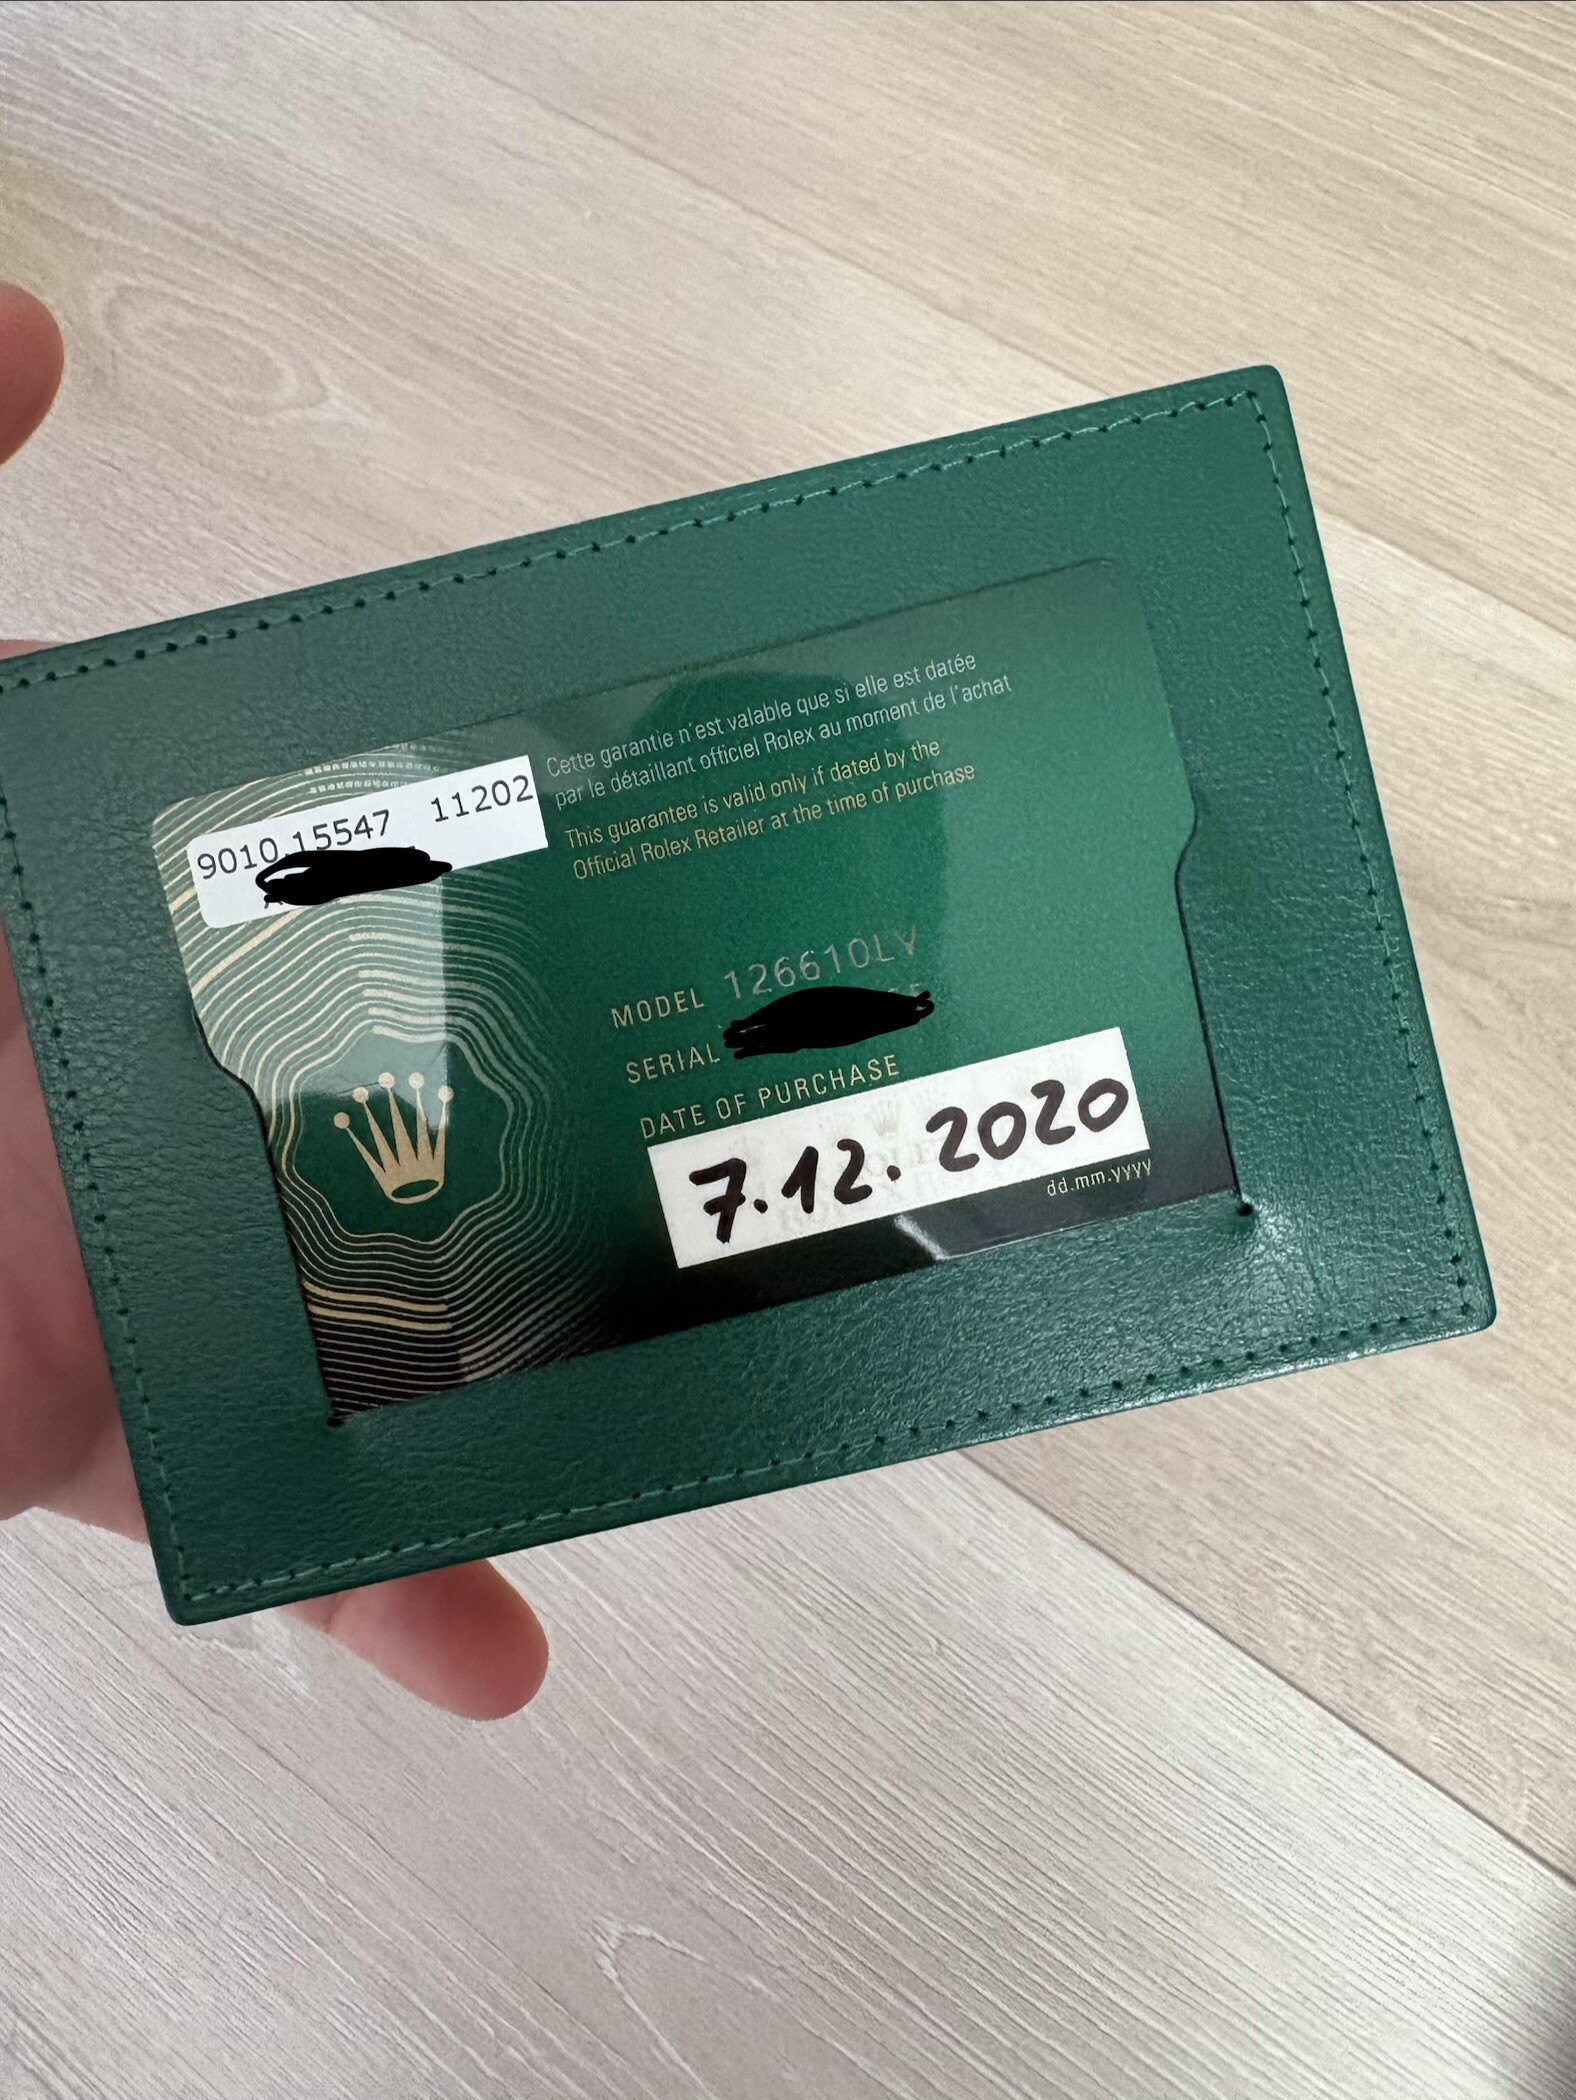 9010 15547 11202
Cette garantie n'est valable que si elle est datée
par le détaillant officiel Rolex au moment de l'achat
This guarantee is valid only if dated by the
Official Rolex Retailer at the time of purchase
MODEL 126610LV
SERIAL
DATE OF PURCHASE
7.12.2020
dd.mm.yyyy